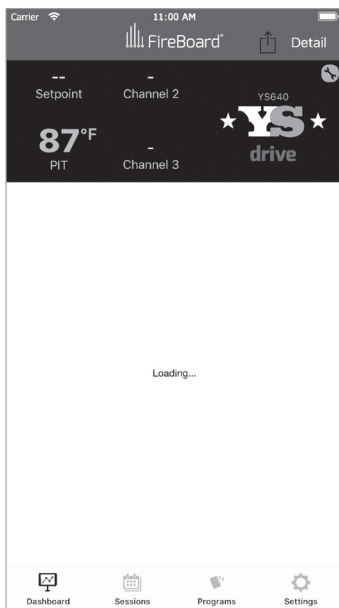 Carrier 11:00 AM
FireBoard® Detail
-- -
Setpoint Channel 2
YS640
YS
drive
87°F -
PIT Channel 3
Loading...
Dashboard Sessions Programs Settings